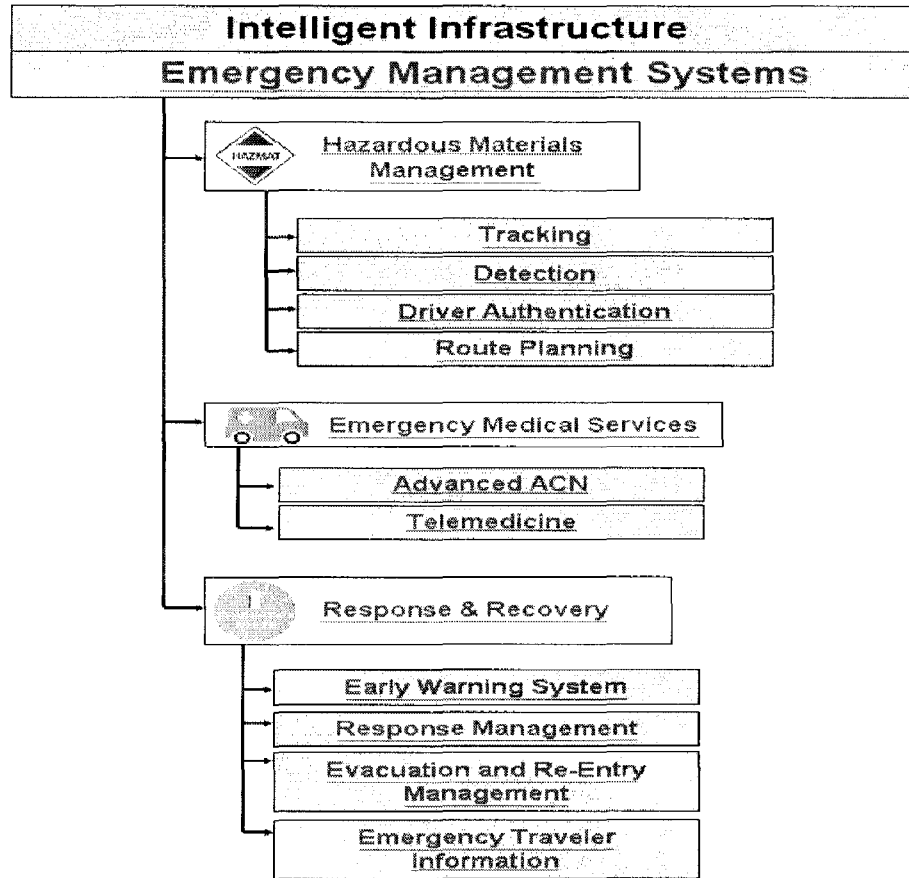 Intelligent Infrastructure
Emergency Management Systems
HAZMAT
Hazardous Materials
Management
Tracking
Detection
Driver Authentication
Route Planning
Emergency Medical Services
Advanced ACN
Telemedicine
Response & Recovery
Early Warning System
Response Management
Evacuation and Re-Entry
Management
Emergency Traveler
Information